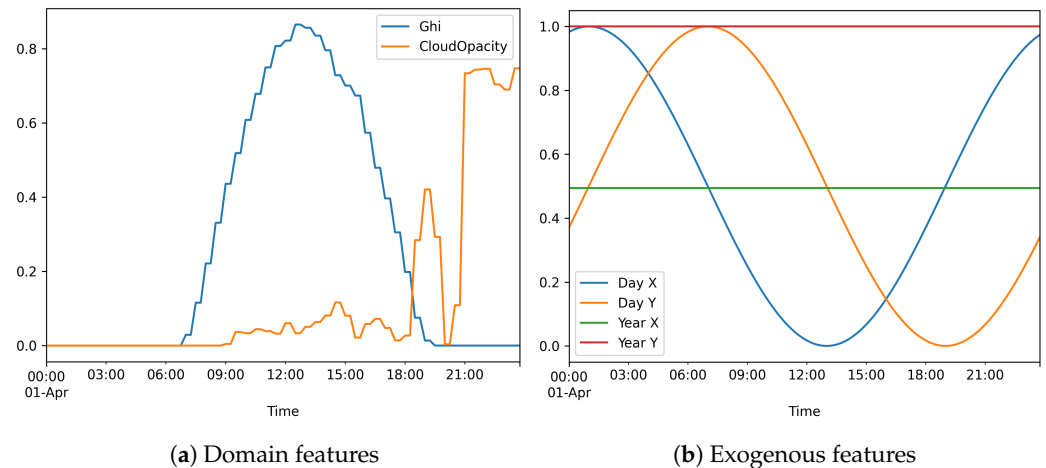 Ghi
CloudOpacity
0.8
0.6
0.4
0.2
0.0
00:00 03:00 06:00 09:00 12:00 15:00 18:00 21:00
01-Apr
Time
(a) Domain features
1.0
0.8
0.6
0.4
0.2
0.0
Day X
Day Y
Year X
Year Y
00:00 03:00 06:00 09:00 12:00 15:00 18:00 21:00
01-Apr
Time
(b) Exogenous features